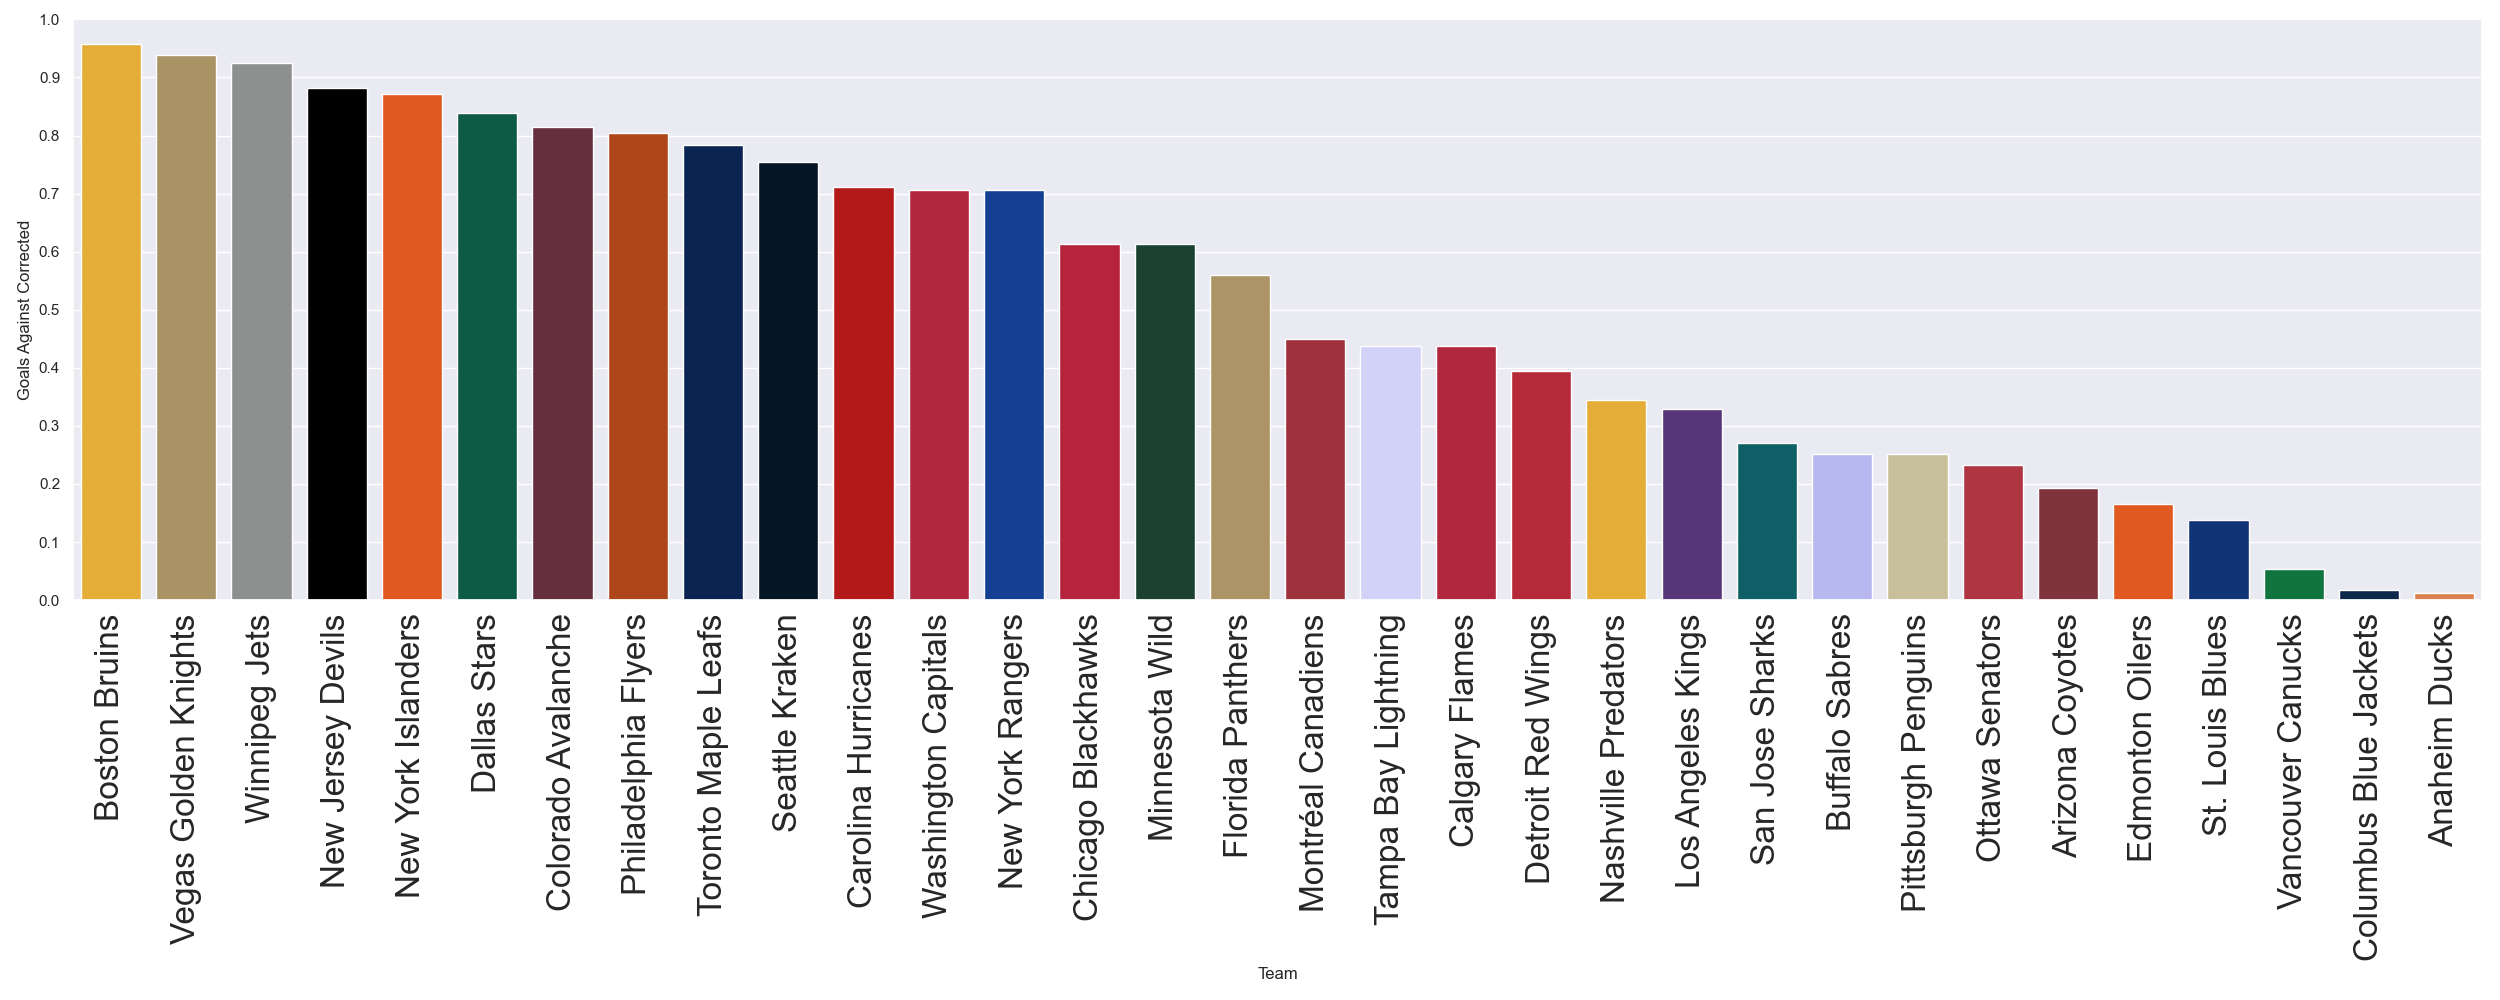 1.0
0.9
0.8
0.7
0.6
0.5
0.4
0.3
0.2
0.1
0.0
Goals Against Corrected
Boston Bruins
Vegas Golden Knights
Winnipeg Jets
New Jersey Devils
New York Islanders
Dallas Stars
Colorado Avalanche
Philadelphia Flyers
Toronto Maple Leafs
Seattle Kraken
Carolina Hurricanes
Washington Capitals
New York Rangers
Chicago Blackhawks
Minnesota Wild
Florida Panthers
Montréal Canadiens
Tampa Bay Lightning
Calgary Flames
Detroit Red Wings
Nashville Predators
Los Angeles Kings
San Jose Sharks
Buffalo Sabres
Pittsburgh Penguins
Ottawa Senators
Arizona Coyotes
Edmonton Oilers
St. Louis Blues
Vancouver Canucks
Columbus Blue Jackets
Anaheim Ducks
Team